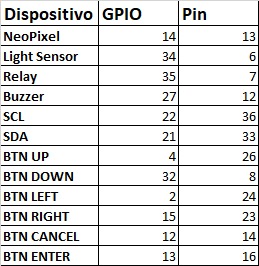 Dispositivo GPIO Pin
NeoPixel 14 13
Light Sensor 34 6
Relay 35 7
Buzzer 27 12
SCL 22 36
SDA 21 33
BTN UP 4 26
BTN DOWN 32 8
BTN LEFT 2 24
BTN RIGHT 15 23
BTN CANCEL 12 14
BTN ENTER 13 16